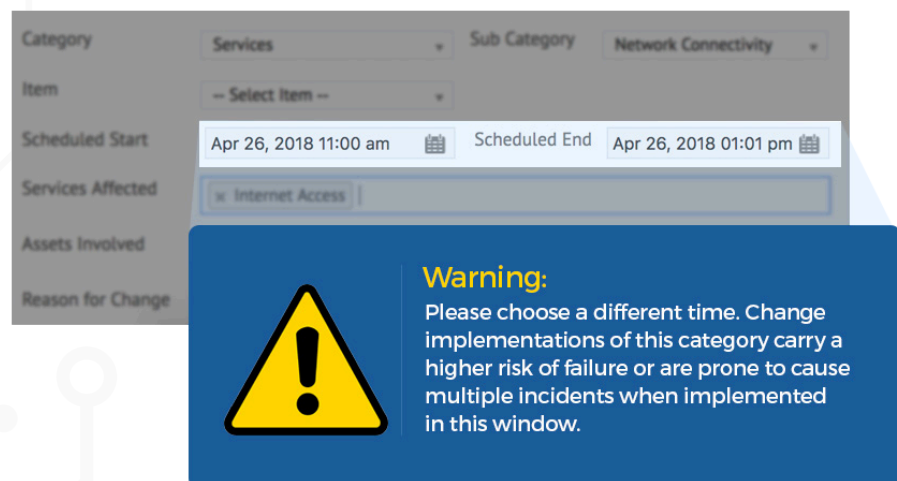 Category Services Sub Category Network Connectivity
Item -- Select Item --
Scheduled Start Apr 26, 2018 11:00 am Scheduled End Apr 26, 2018 01:01 pm
Services Affected × Internet Access
Assets Involved
Reason for Change
Warning:
Please choose a different time. Change
implementations of this category carry a
higher risk of failure or are prone to cause
multiple incidents when implemented
in this window.